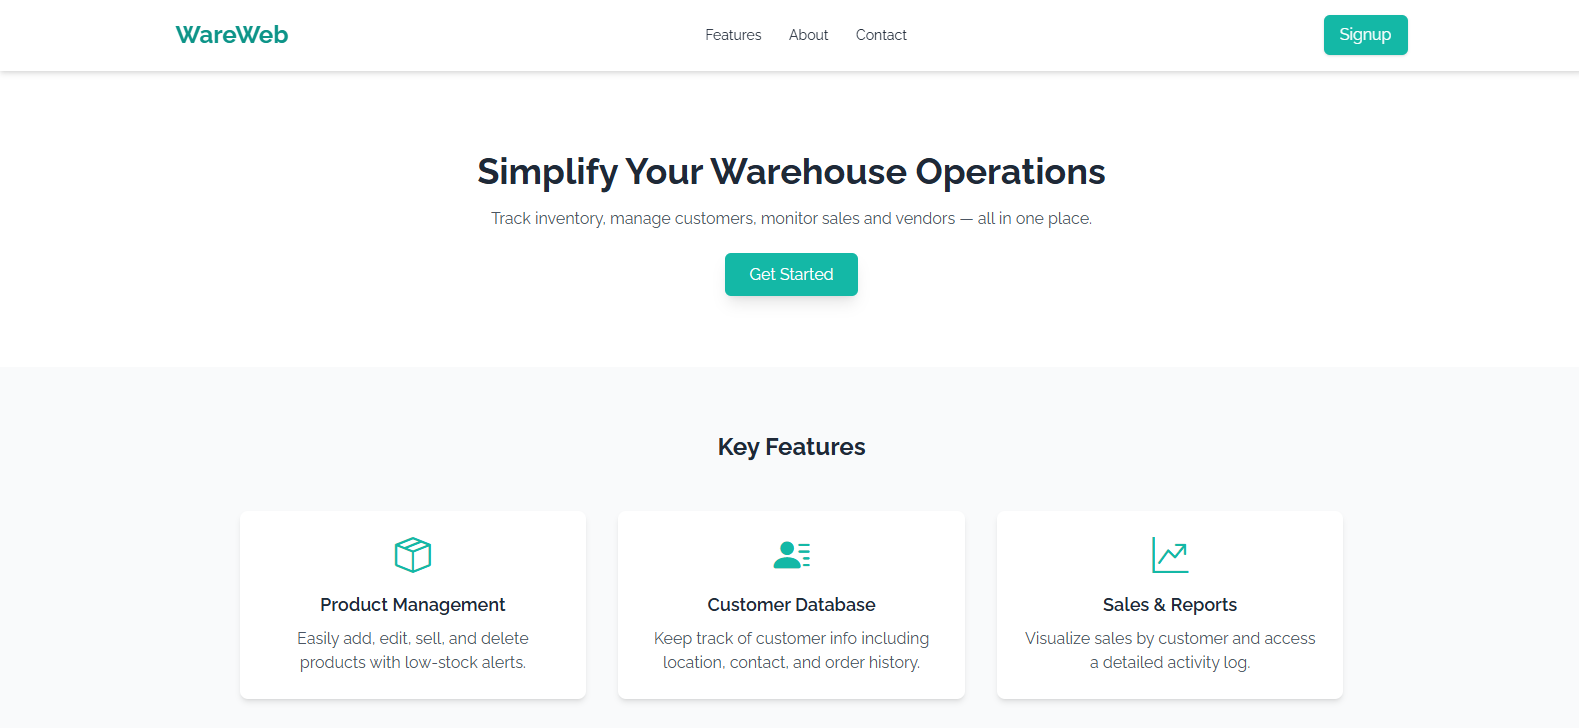 WareWeb
Features
About
Contact
Signup
Simplify Your Warehouse Operations
Track inventory, manage customers, monitor sales and vendors — all in one place.
Get Started
Key Features
Product Management
Easily add, edit, sell, and delete
products with low-stock alerts.
Customer Database
Keep track of customer info including
location, contact, and order history.
Sales & Reports
Visualize sales by customer and access
a detailed activity log.